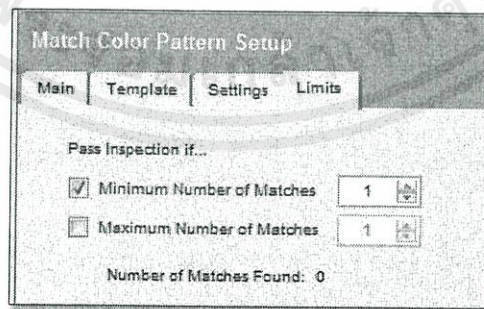 Match Color Pattern Setup
Main Template Settings Limits
Pass Inspection if...
Minimum Number of Matches 1
Maximum Number of Matches 1
Number of Matches Found: 0